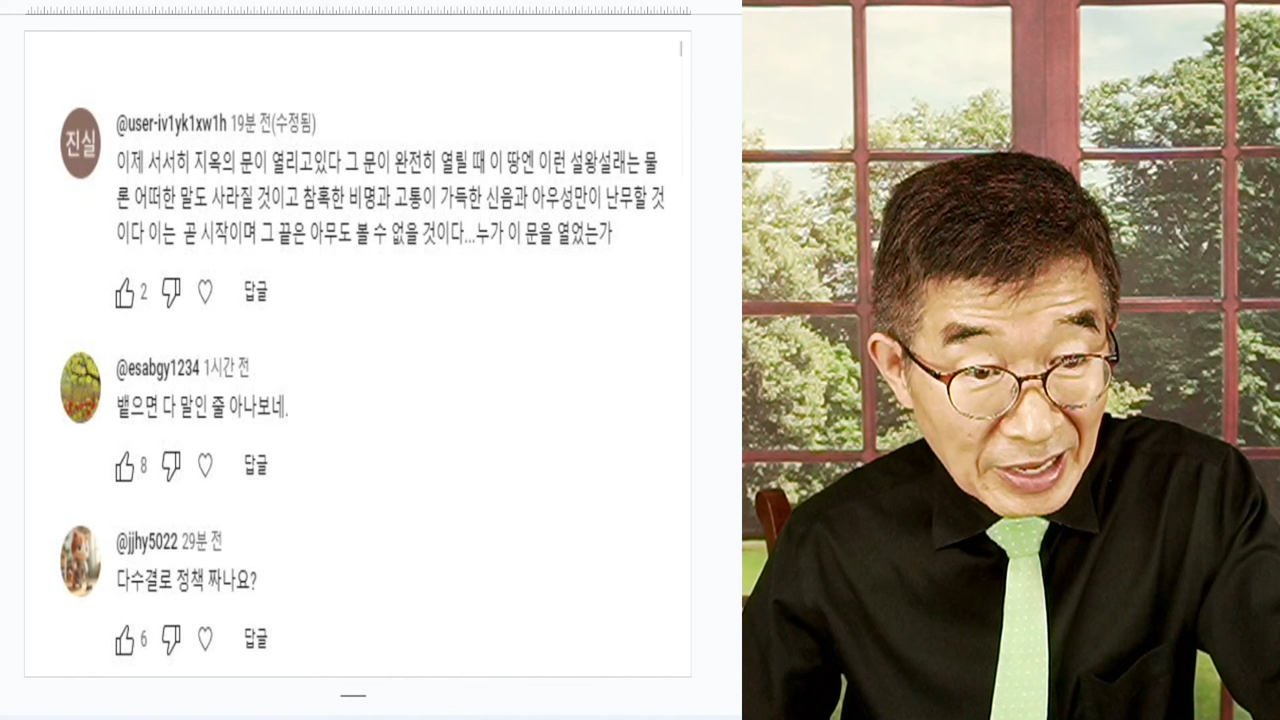 진실
@user-iv1yk1xw1h 19분 전(수정됨)
이제 서서히 지옥의 문이 열리고있다 그 문이 완전히 열릴 때 이 땅엔 이런 설왕설래는 물
론 어떠한 말도 사라질 것이고 참혹한 비명과 고통이 가득한 신음과 아우성만이 난무할 것
이다 이는 곧 시작이며 그 끝은 아무도 볼 수 없을 것이다...누가 이 문을 열었는가
2 답글
@esabgy1234 1시간 전
뱉으면 다 말인 줄 아나보네.
8 답글
@jjhy5022 29분 전
다수결로 정책 짜나요?
6 답글